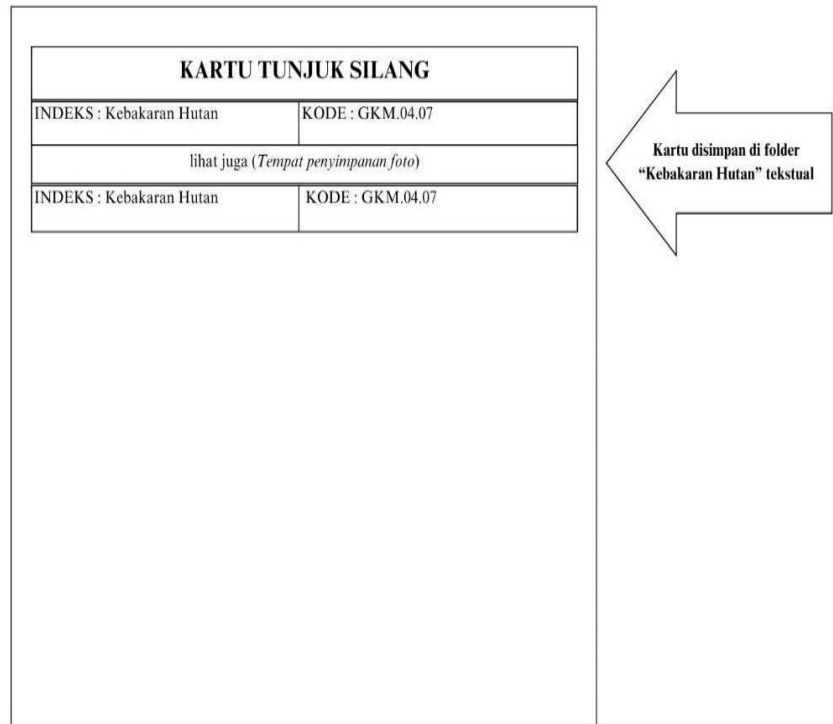 KARTU TUNJUK SILANG
INDEKS : Kebakaran Hutan KODE : GKM.04.07
lihat juga (Tempat penyimpanan foto)
INDEKS : Kebakaran Hutan KODE : GKM.04.07
Kartu disimpan di folder
“Kebakaran Hutan” tekstual